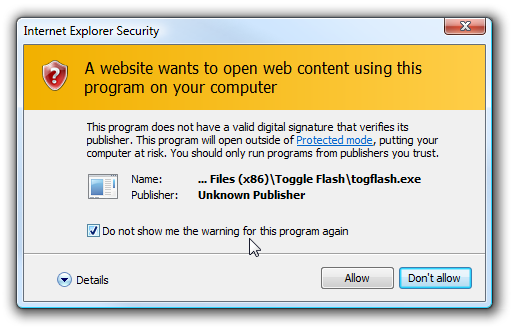 Internet Explorer Security
A website wants to open web content using this
program on your computer
This program does not have a valid digital signature that verifies its
publisher. This program will open outside of Protected mode, putting your
computer at risk. You should only run programs from publishers you trust.
Name: ... Files (x86)\Toggle Flash\togflash.exe
Publisher: Unknown Publisher
Do not show me the warning for this program again
Details Allow Don't allow